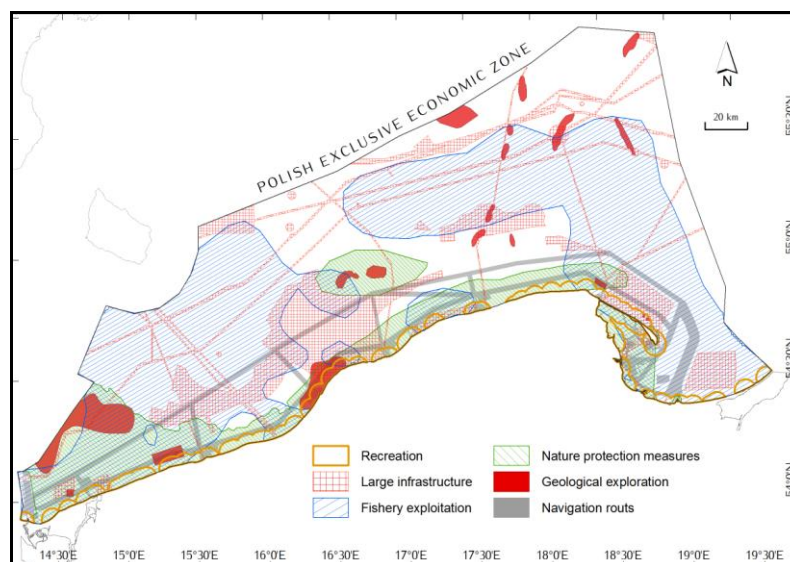 POLISH EXCLUSIVE ECONOMIC ZONE
N
20 km
Recreation
Large infrastructure
Fishery exploitation
Nature protection measures
Geological exploration
Navigation routs
14°30'E 15°0'E 15°30'E 16°0'E 16°30'E 17°0'E 17°30'E 18°0'E 18°30'E 19°0'E 19°30'E